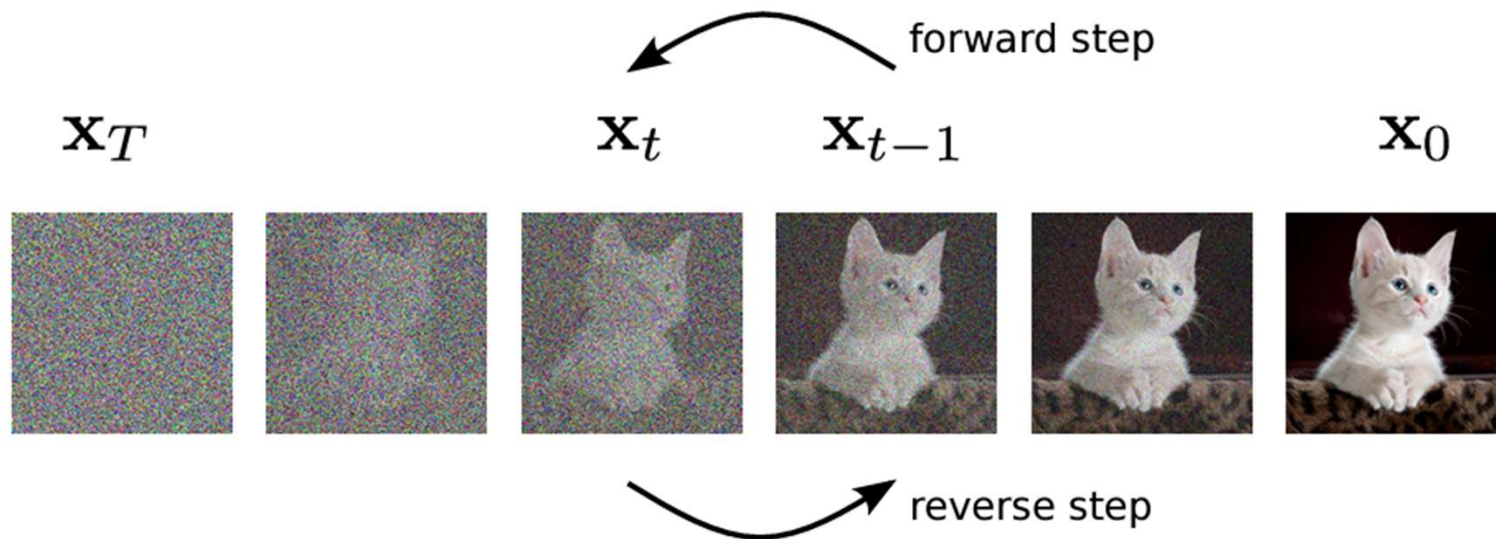 forward step
x_T x_t x_{t-1} x_0
reverse step